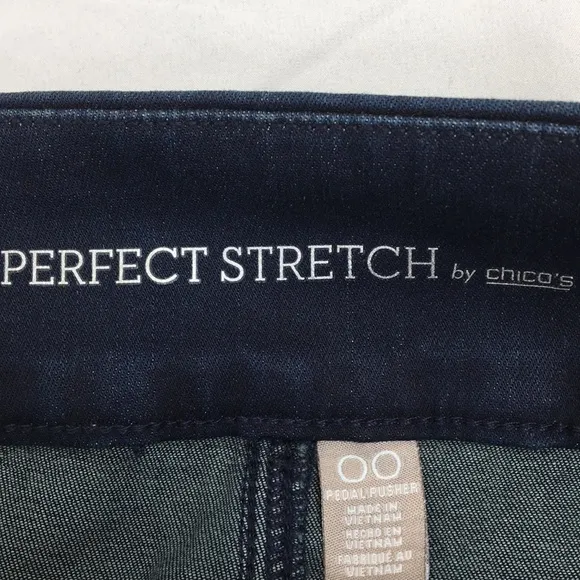 PERFECT STRETCH by chico's
00
PEDAL PUSHER
MADE IN
VIETNAM
HECHO EN
VIETNAM
FABRIQUÉ AU
VIETNAM